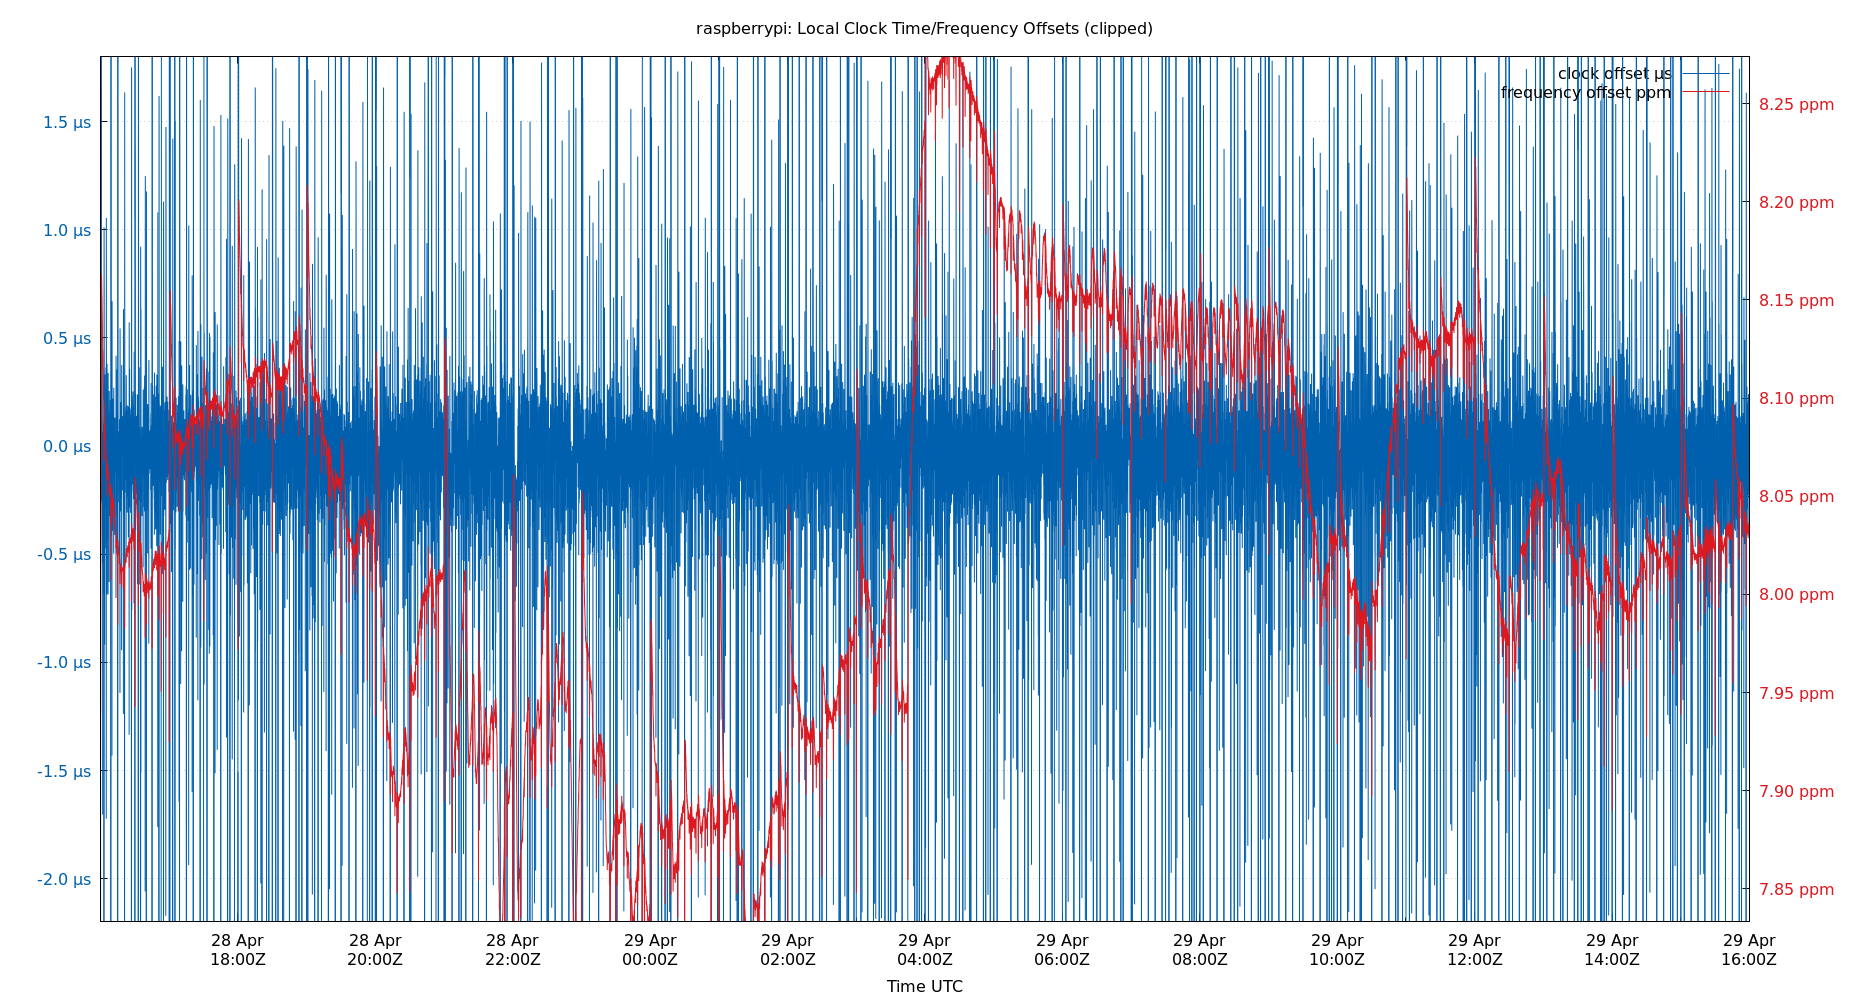 raspberrypi: Local Clock Time/Frequency Offsets (clipped)
clock offset µs
frequency offset ppm
1.5 µs
1.0 µs
0.5 µs
0.0 µs
-0.5 µs
-1.0 µs
-1.5 µs
-2.0 µs
8.25 ppm
8.20 ppm
8.15 ppm
8.10 ppm
8.05 ppm
8.00 ppm
7.95 ppm
7.90 ppm
7.85 ppm
28 Apr 28 Apr 28 Apr 29 Apr 29 Apr 29 Apr 29 Apr 29 Apr 29 Apr 29 Apr 29 Apr 29 Apr
18:00Z 20:00Z 22:00Z 00:00Z 02:00Z 04:00Z 06:00Z 08:00Z 10:00Z 12:00Z 14:00Z 16:00Z
Time UTC